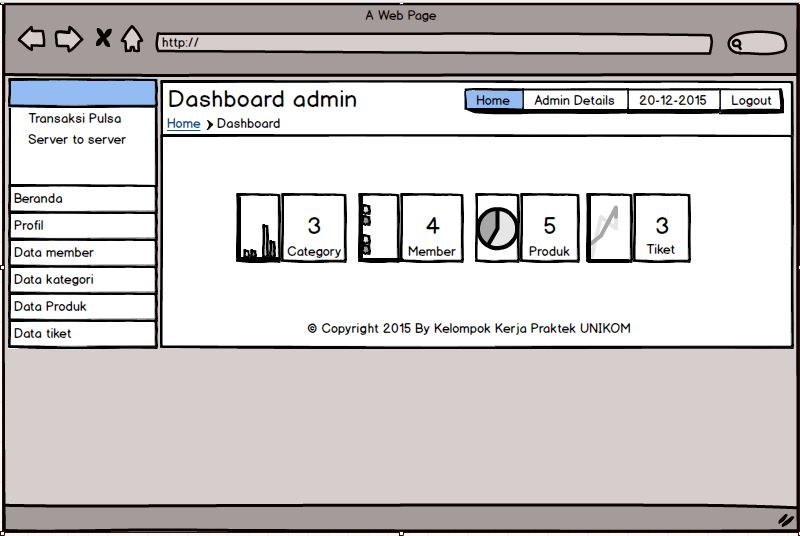 A Web Page
http://
Transaksi Pulsa
Server to server
Beranda
Profil
Data member
Data kategori
Data Produk
Data tiket
Dashboard admin
Home Admin Details 20-12-2015 Logout
Home Dashboard
3
Category
4
Member
5
Produk
3
Tiket
© Copyright 2015 By Kelompok Kerja Praktek UNIKOM